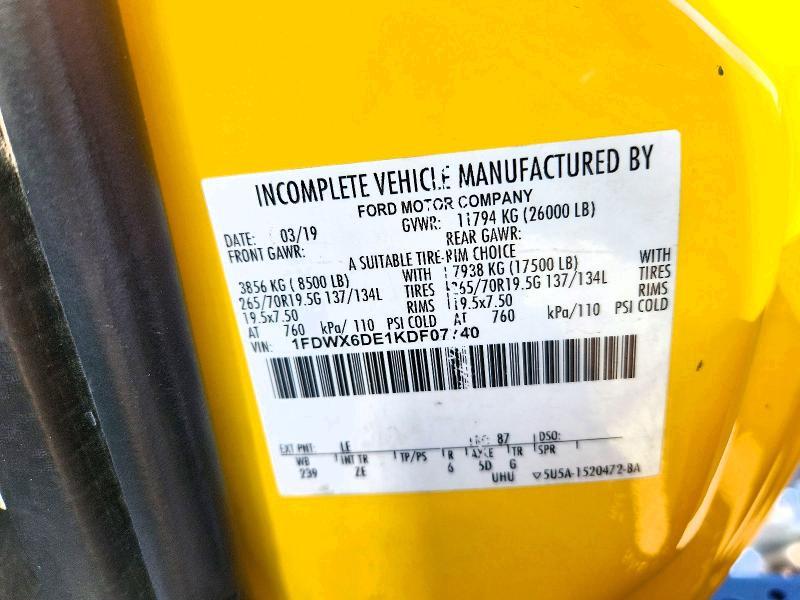 INCOMPLETE VEHICLE MANUFACTURED BY
FORD MOTOR COMPANY
DATE: 03/19 GVWR: 11794 KG (26000 LB)
FRONT GAWR: REAR GAWR:
A SUITABLE TIRE-RIM CHOICE
3856 KG ( 8500 LB) WITH 7938 KG (17500 LB) WITH
265/70R19.5G 137/134L TIRES 265/70R19.5G 137/134L TIRES
19.5x7.50 RIMS 19.5x7.50 RIMS
AT 760 kPa/ 110 PSI COLD AT 760 kPa/110 PSI COLD
VIN:
EXT PNT: LE 87 DSO:
WB INT TR TP/PS R AXLE TR SPR
239 ZE 6 5D G
UHU 5U5A-1520472-BA